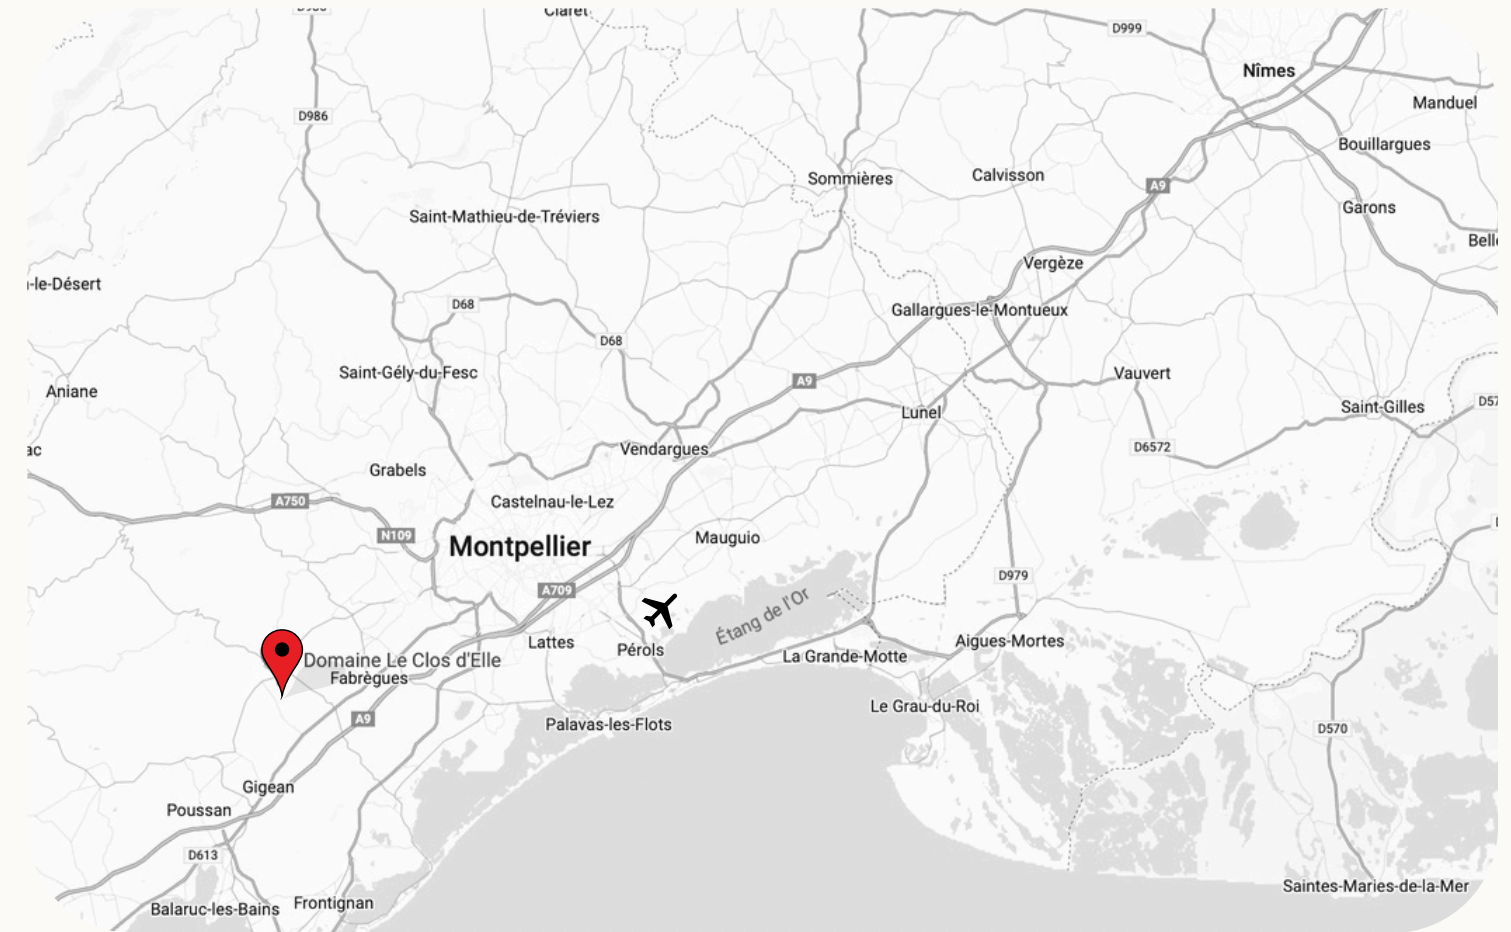 Claret
D999
Nîmes
Manduel
D986
Bouillargues
Sommières
Calvisson
A9
Garons
Saint-Mathieu-de-Tréviers
Vergèze
-le-Désert
D68
Gallargues-le-Montueux
D68
Saint-Gély-du-Fesc
Vauvert
A9
Aniane
Saint-Gilles
Lunel
D6572
Vendargues
Grabels
A750
Castelnau-le-Lez
N109
Mauguio
Montpellier
D979
A709
Étang de l'Or
Lattes
Pérols
Aigues-Mortes
La Grande-Motte
Domaine Le Clos d'Elle
Fabrègues
Le Grau-du-Roi
A9
Palavas-les-Flots
D570
Gigean
Poussan
D613
Saintes-Maries-de-la-Mer
Frontignan
Balaruc-les-Bains